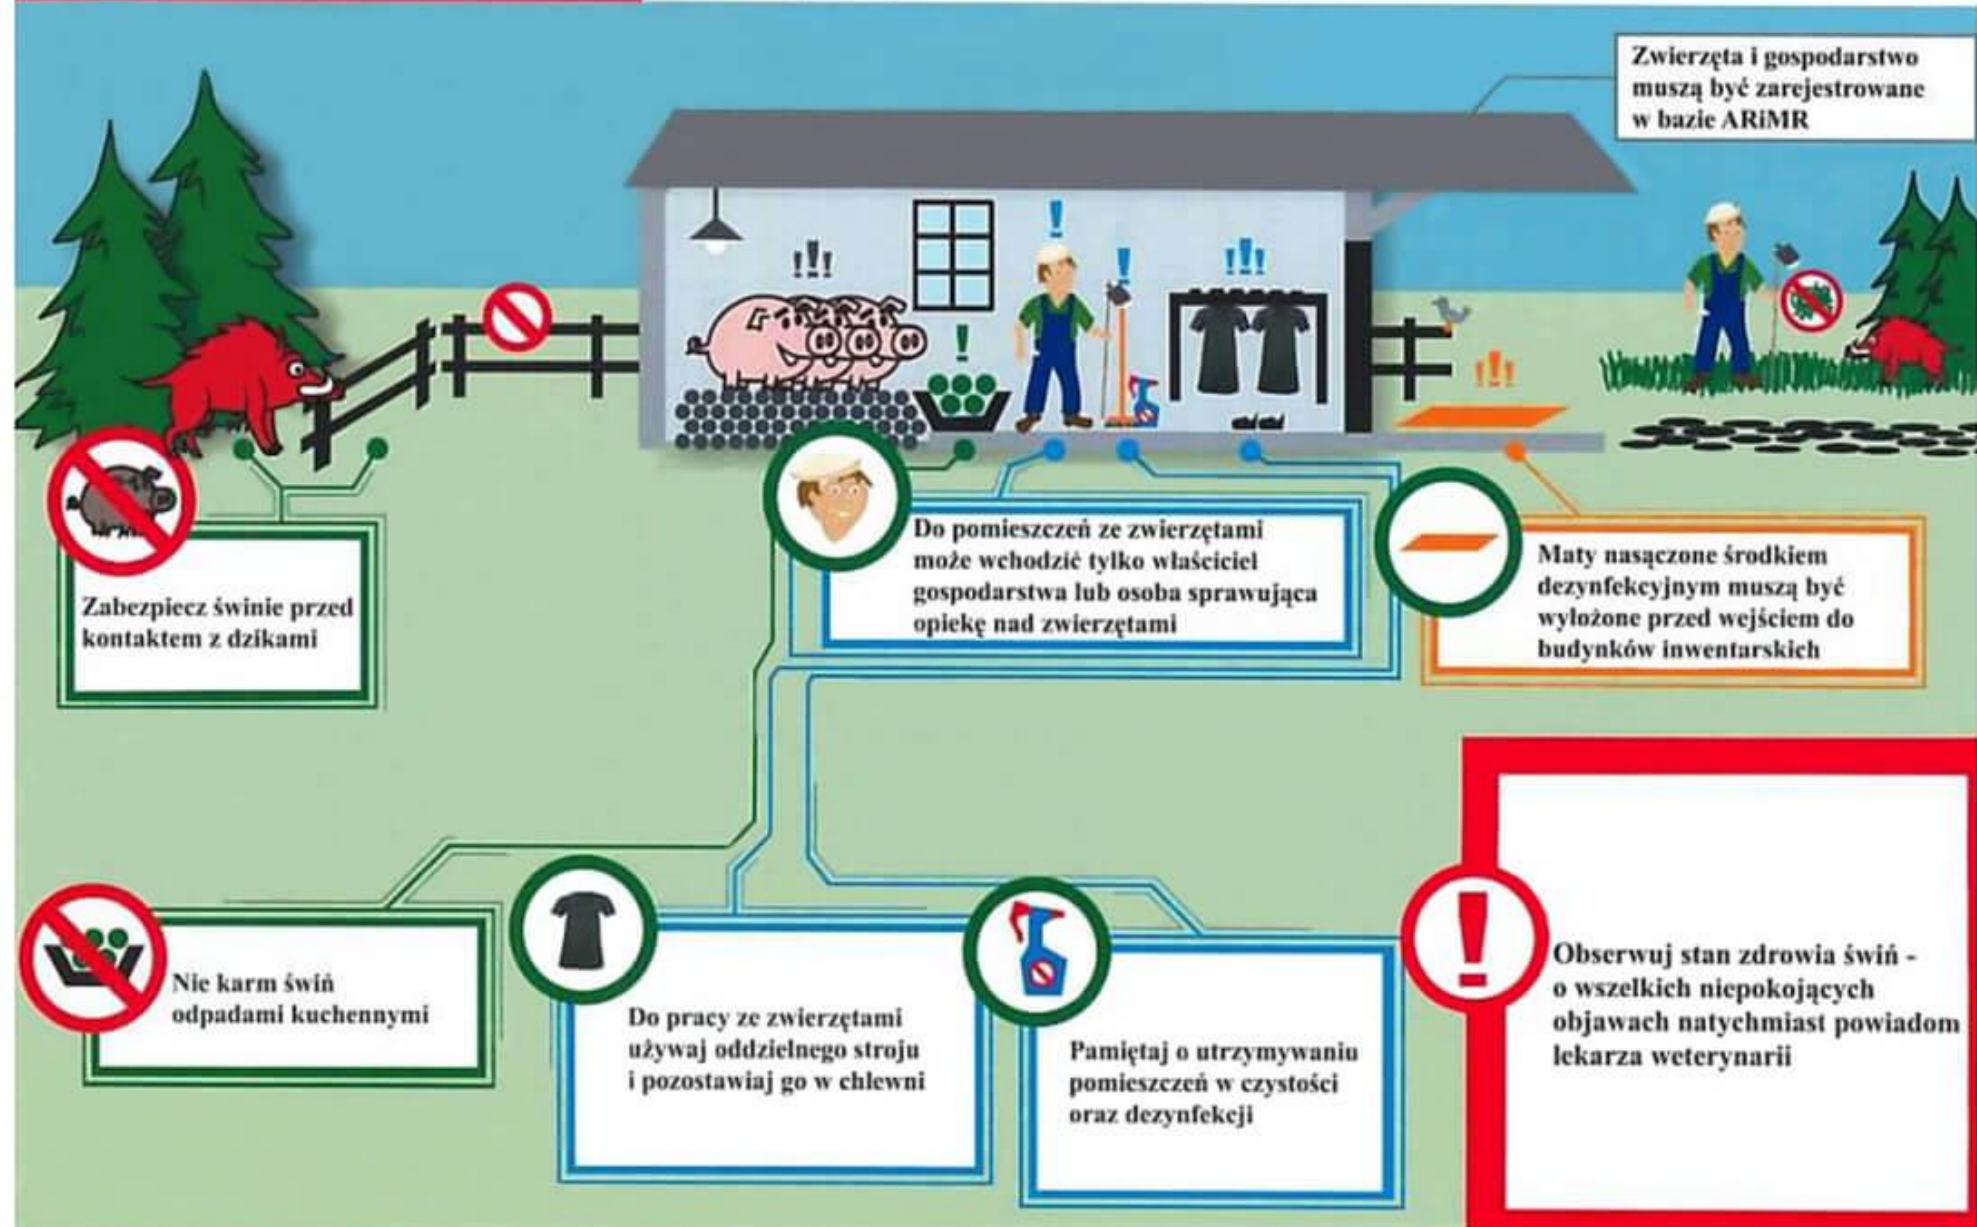 Zwierzęta i gospodarstwo
muszą być zarejestrowane
w bazie ARiMR
Zabezpiecz świnie przed
kontaktem z dzikami
Do pomieszczeń ze zwierzętami
może wchodzić tylko właściciel
gospodarstwa lub osoba sprawująca
opiekę nad zwierzętami
Maty nasączone środkiem
dezynfekcyjnym muszą być
wyłożone przed wejściem do
budynków inwentarskich
Nie karm świń
odpadami kuchennymi
Do pracy ze zwierzętami
używaj oddzielnego stroju
i pozostawiaj go w chlewni
Pamiętaj o utrzymywaniu
pomieszczeń w czystości
oraz dezynfekcji
Obserwuj stan zdrowia świń -
o wszelkich niepokojących
objawach natychmiast powiadom
lekarza weterynarii